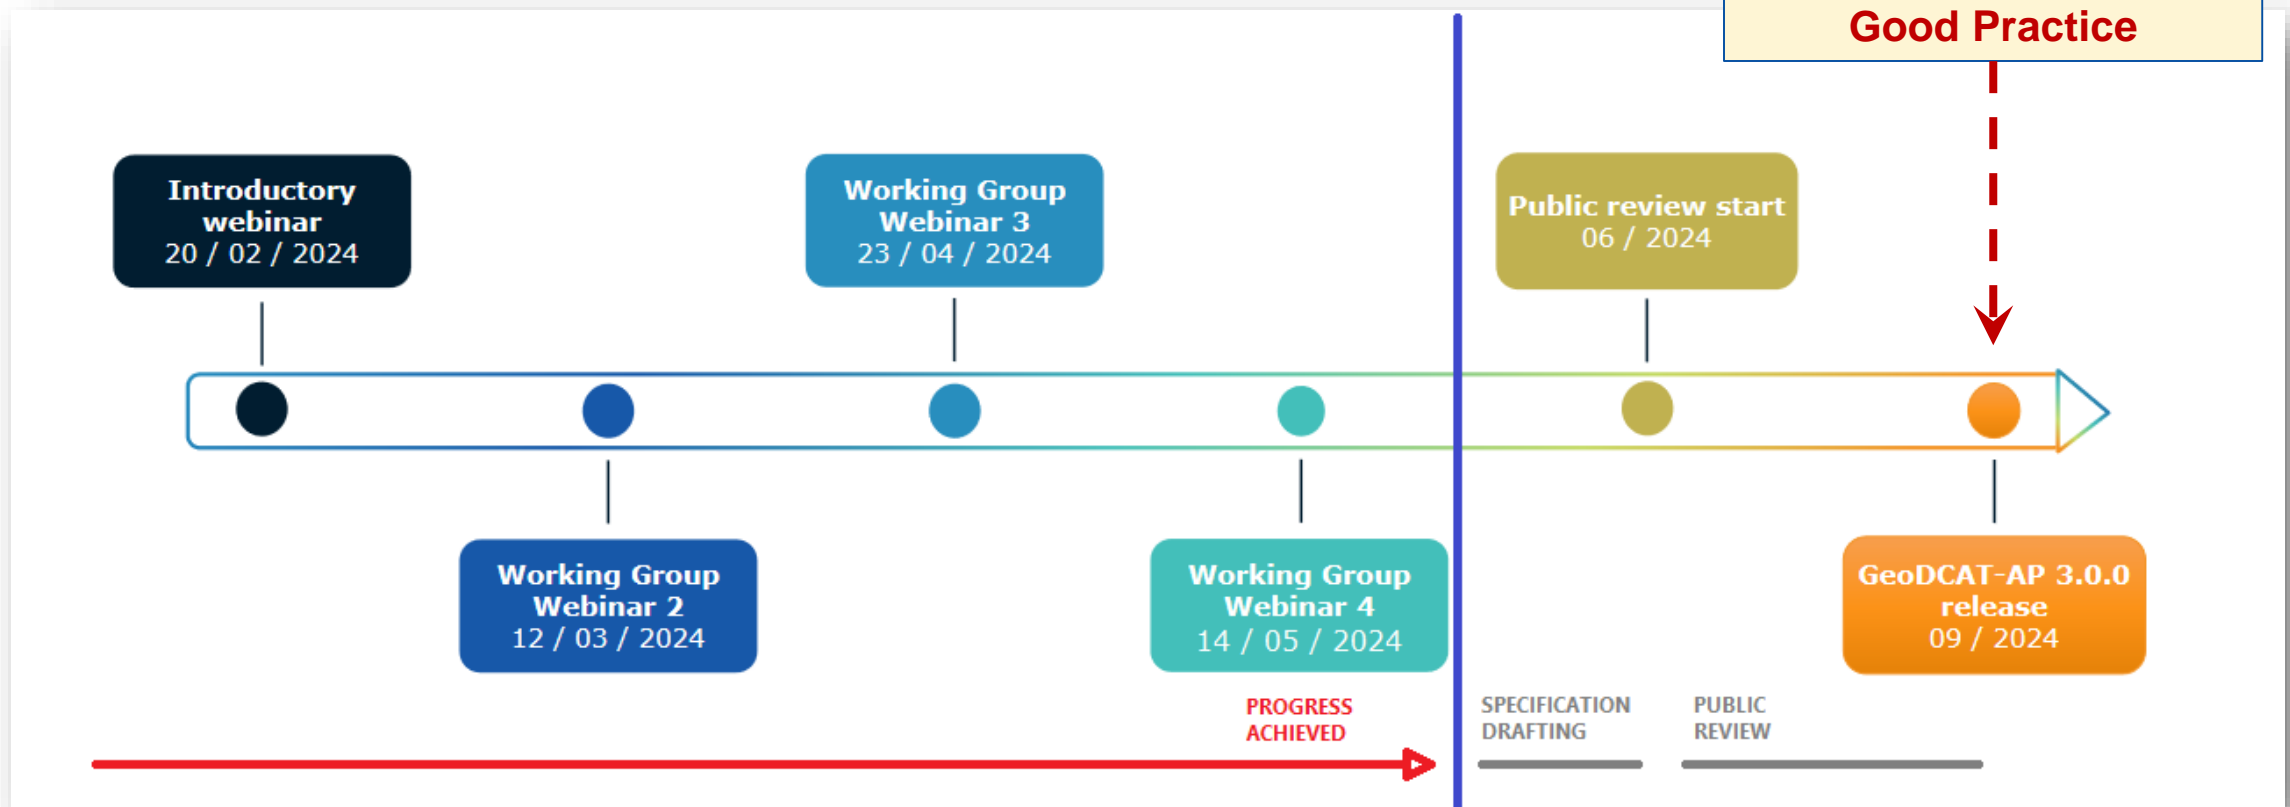 Good Practice
Introductory
webinar
20 / 02 / 2024
Working Group
Webinar 3
23 / 04 / 2024
Public review start
06 / 2024
Working Group
Webinar 2
12 / 03 / 2024
Working Group
Webinar 4
14 / 05 / 2024
GeoDCAT-AP 3.0.0
release
09 / 2024
PROGRESS
ACHIEVED
SPECIFICATION
DRAFTING
PUBLIC
REVIEW